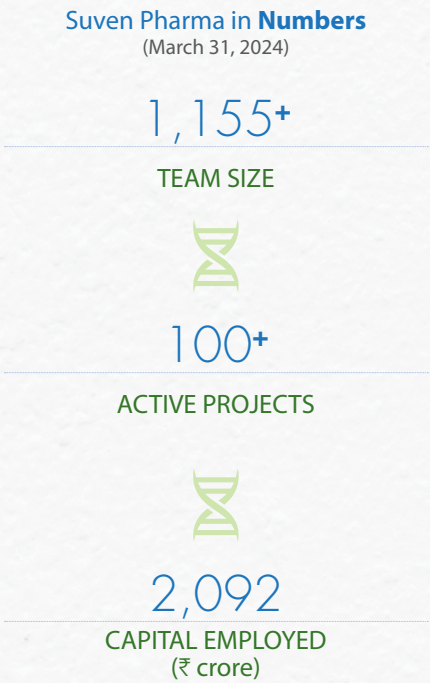 Suven Pharma in Numbers
(March 31, 2024)
1,155+
TEAM SIZE
100+
ACTIVE PROJECTS
2,092
CAPITAL EMPLOYED
(₹ crore)